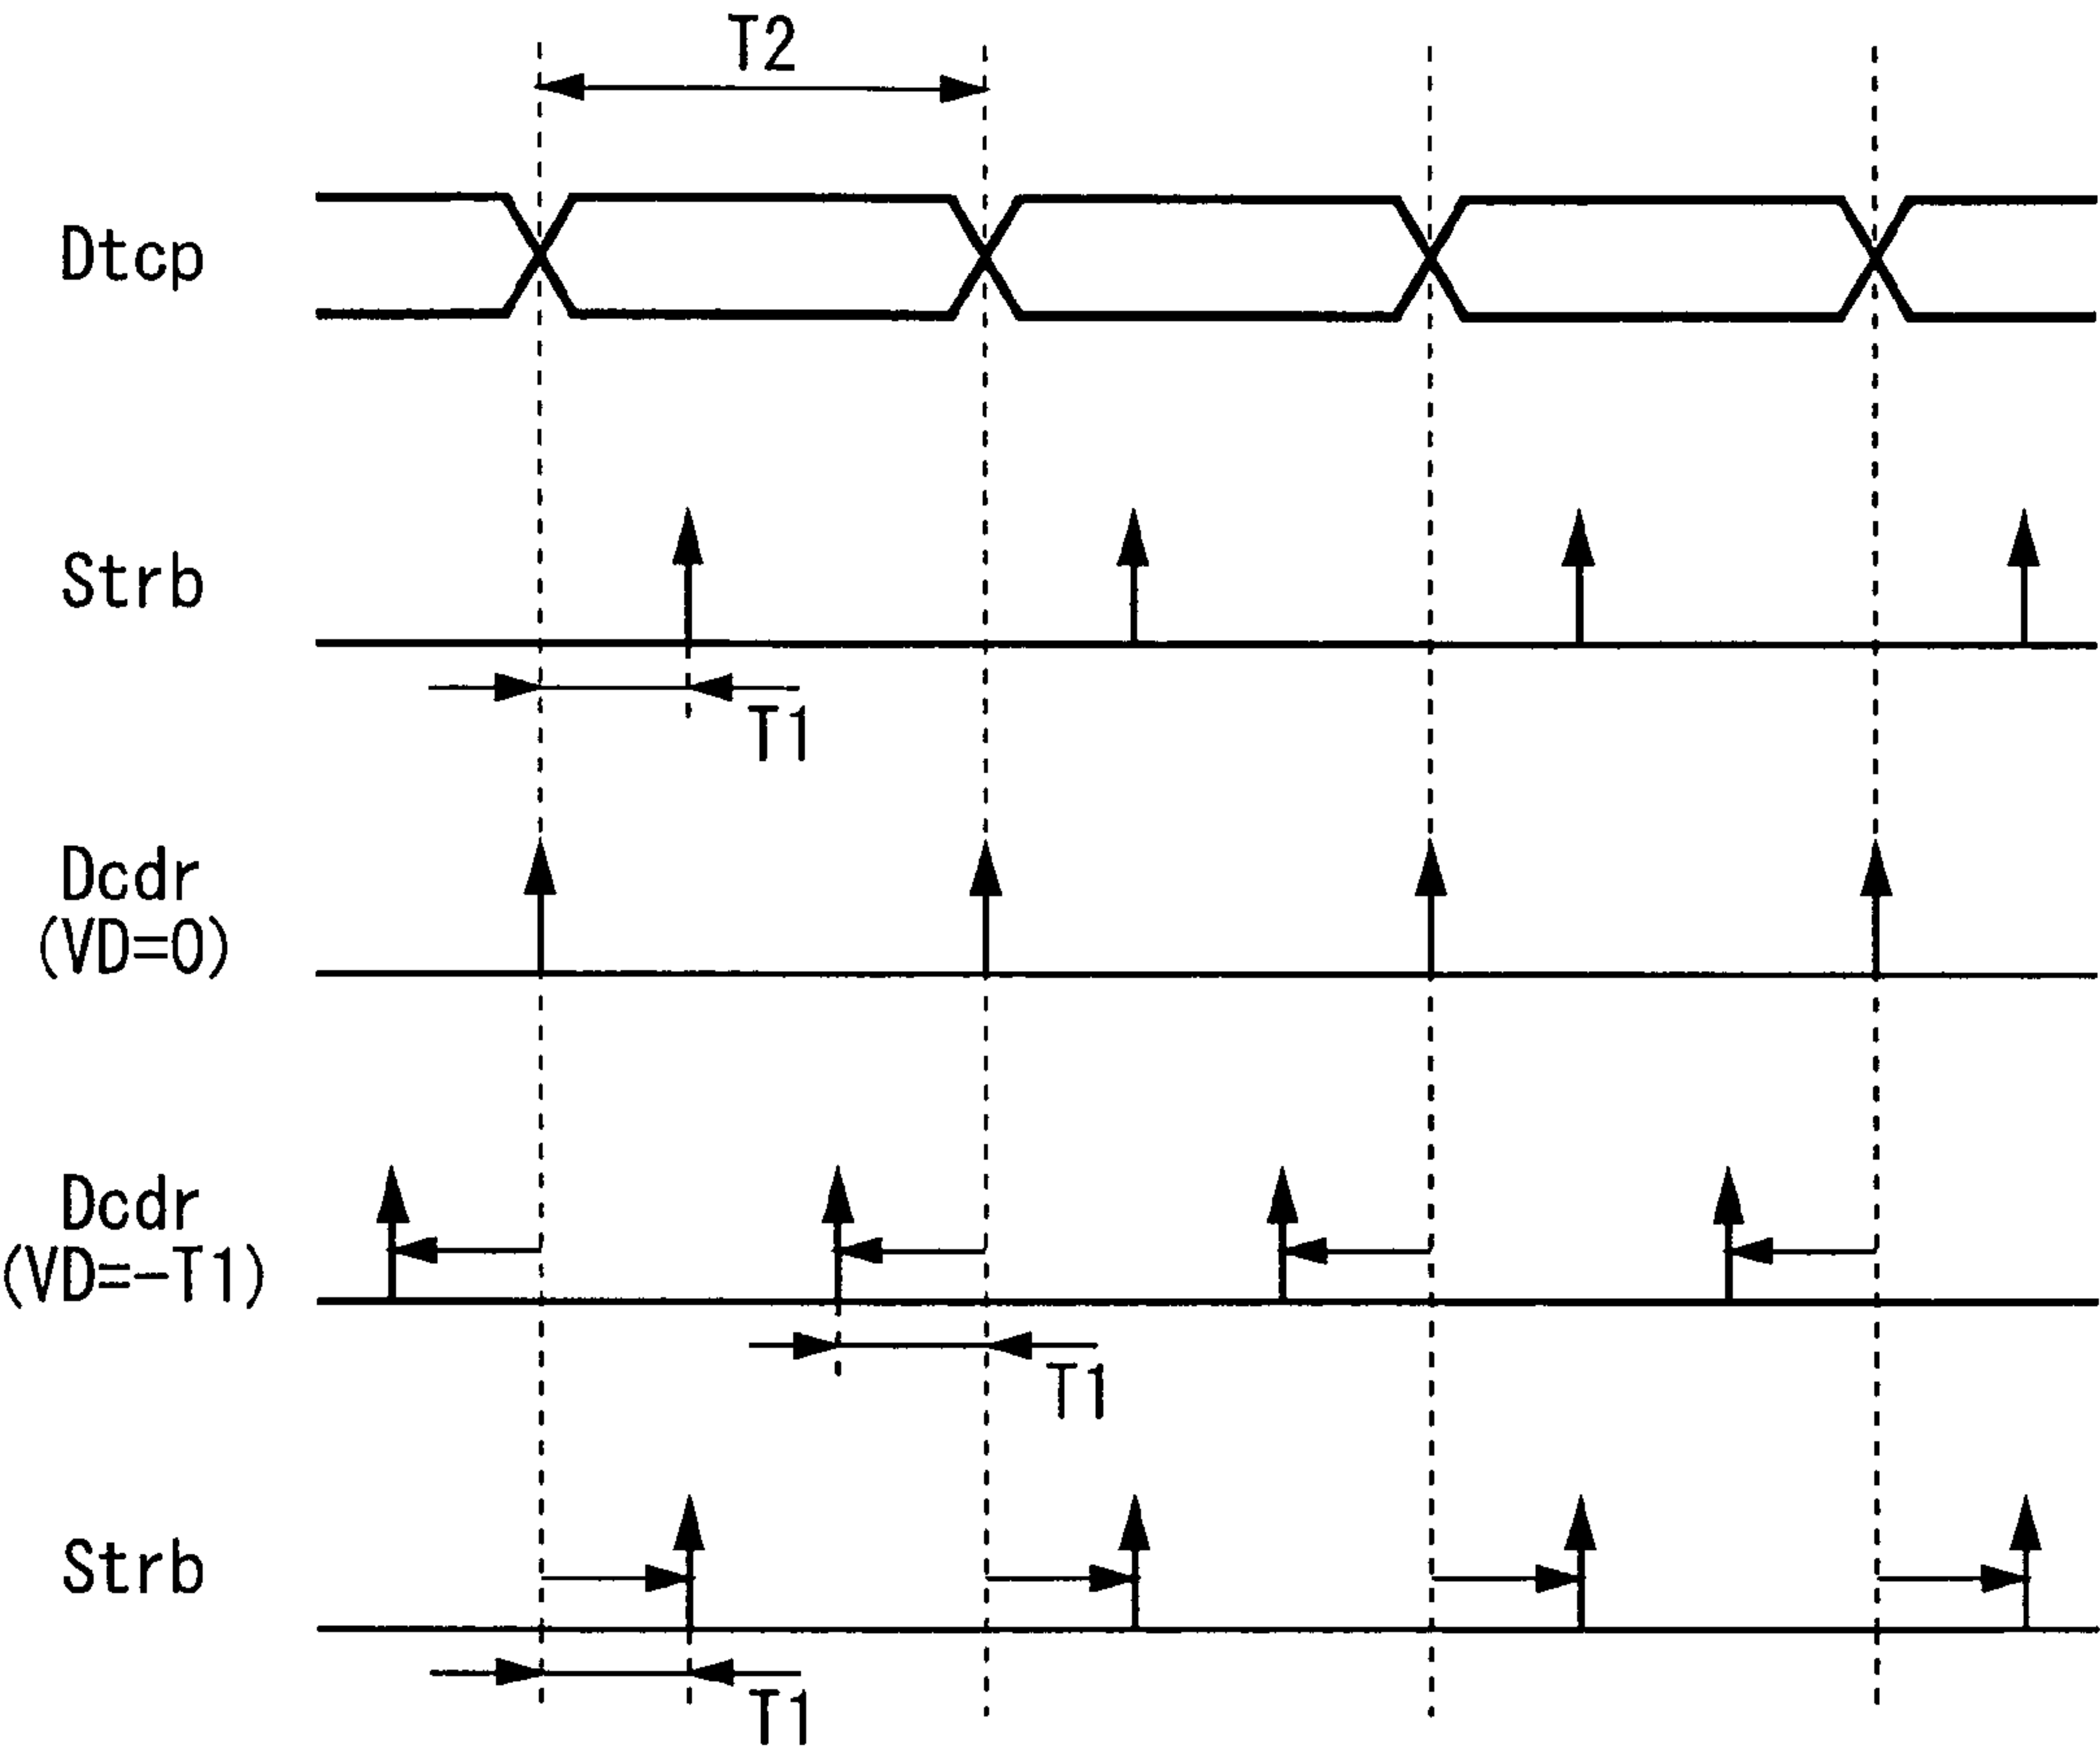 T2
Dtcp
Strb
T1
Dcdr
(VD=0)
Dcdr
(VD=-T1)
T1
Strb
T1